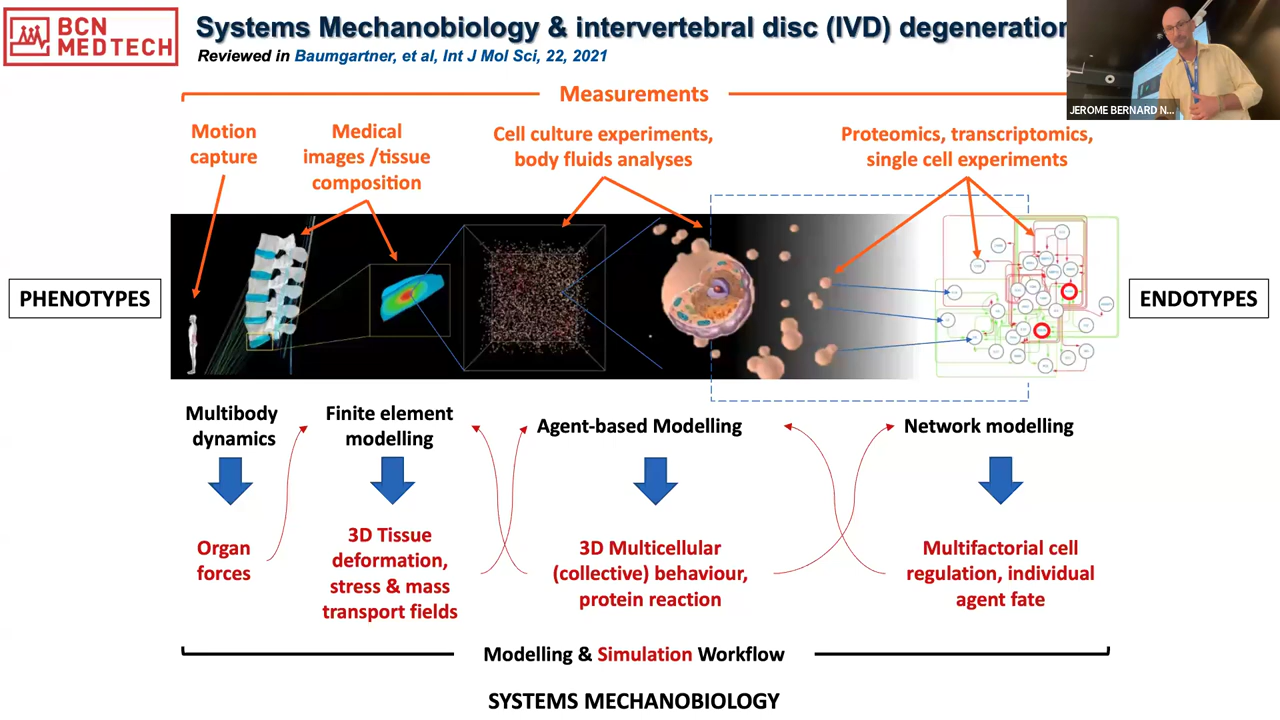 BCN
MEDTECH
Systems Mechanobiology & intervertebral disc (IVD) degeneration
Reviewed in Baumgartner, et al, Int J Mol Sci, 22, 2021
JEROME BERNARD N...
Measurements
Motion
capture
Medical
images /tissue
composition
Cell culture experiments,
body fluids analyses
Proteomics, transcriptomics,
single cell experiments
PHENOTYPES
ENDOTYPES
Multibody
dynamics
Finite element
modelling
Agent-based Modelling
Network modelling
Organ
forces
3D Tissue
deformation,
stress & mass
transport fields
3D Multicellular
(collective) behaviour,
protein reaction
Multifactorial cell
regulation, individual
agent fate
Modelling & Simulation Workflow
SYSTEMS MECHANOBIOLOGY